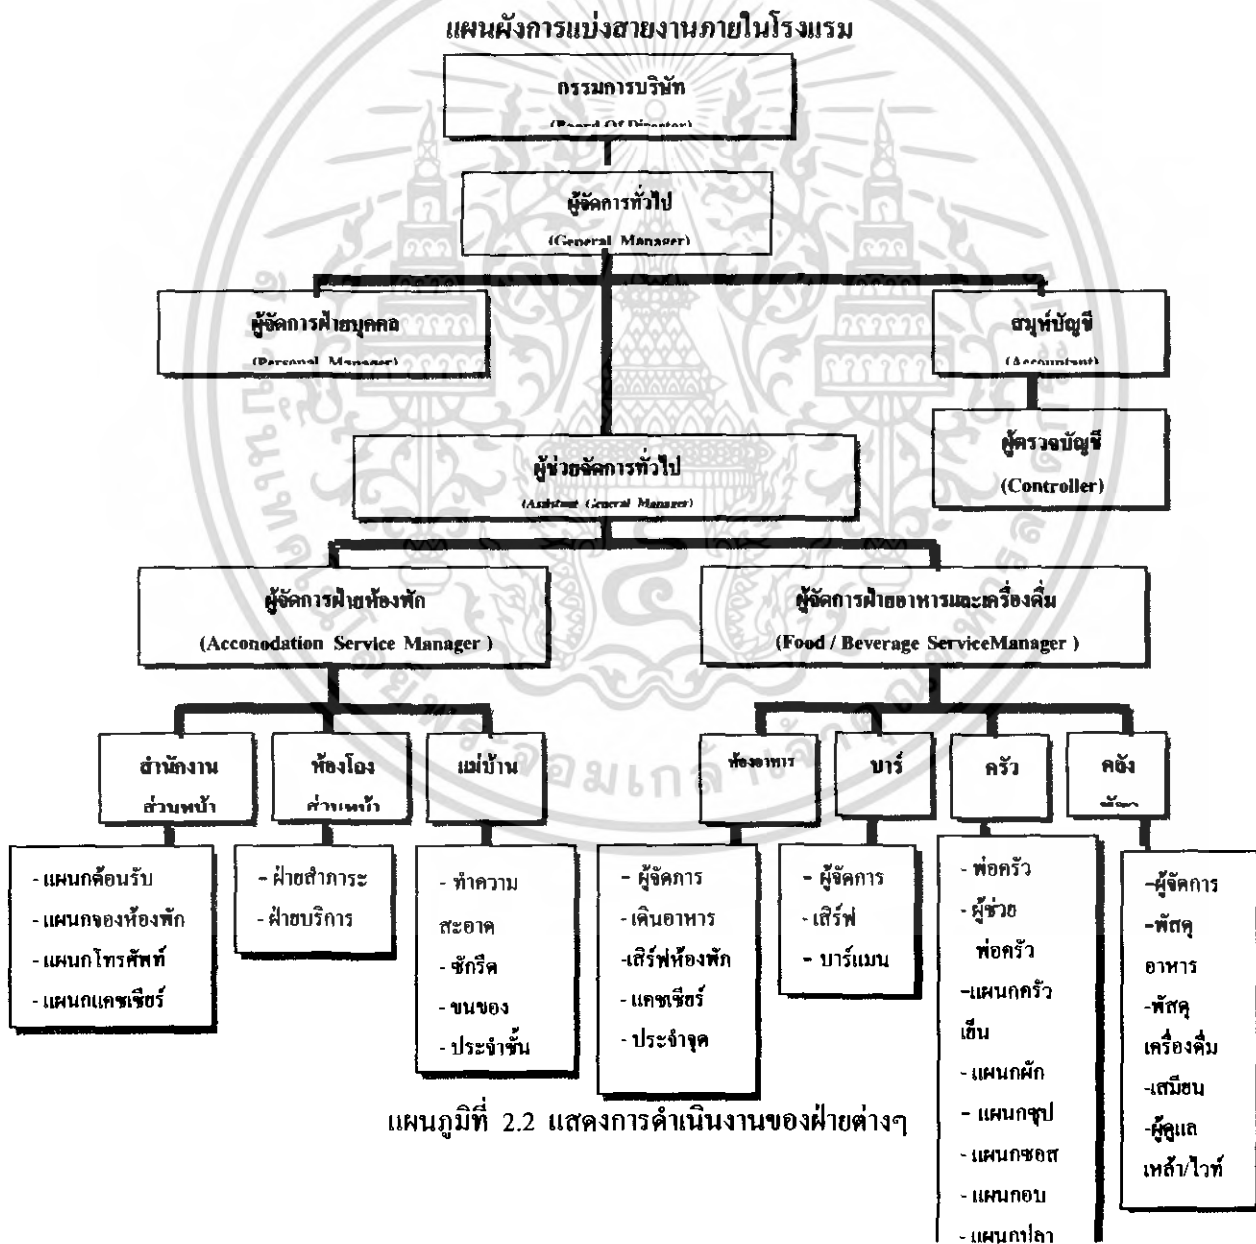 แผนผังการแบ่งสายงานภายในโรงแรม
กรรมการบริษัท
(Board Of Director)
ผู้จัดการทั่วไป
(General Manager)
ผู้จัดการฝ่ายบุคคล
(Personal Manager)
สมุห์บัญชี
(Accountant)
ผู้ตรวจบัญชี
(Controller)
ผู้ช่วยจัดการทั่วไป
(Assistant General Manager)
ผู้จัดการฝ่ายห้องพัก
(Acconodation Service Manager )
ผู้จัดการฝ่ายอาหารและเครื่องดื่ม
(Food / Beverage ServiceManager )
สำนักงาน
ส่วนหน้า
ห้องโถง
ส่วนหน้า
แม่บ้าน
ห้องอาหาร
บาร์
ครัว
คลัง
- แผนกต้อนรับ
- แผนกจองห้องพัก
- แผนกโทรศัพท์
- แผนกแคชเชียร์
- ฝ่ายสำภาระ
- ฝ่ายบริการ
- ทำความ
สะอาด
- ซักรีด
- ขนของ
- ประจำชั้น
- ผู้จัดการ
- เดินอาหาร
-เสิร์ฟห้องพัก
- แคชเชียร์
- ประจำจุด
- ผู้จัดการ
- เสิร์ฟ
- บาร์แมน
- พ่อครัว
- ผู้ช่วย
พ่อครัว
-แผนกครัว
เย็น
- แผนกผัก
- แผนกซุป
- แผนกซอส
- แผนกอบ
- แผนกปลา
-ผู้จัดการ
-พัสดุ
อาหาร
-พัสดุ
เครื่องดื่ม
-เสมียน
-ผู้ดูแล
เหล้า/ไวท์
แผนภูมิที่ 2.2 แสดงการดำเนินงานของฝ่ายต่างๆ